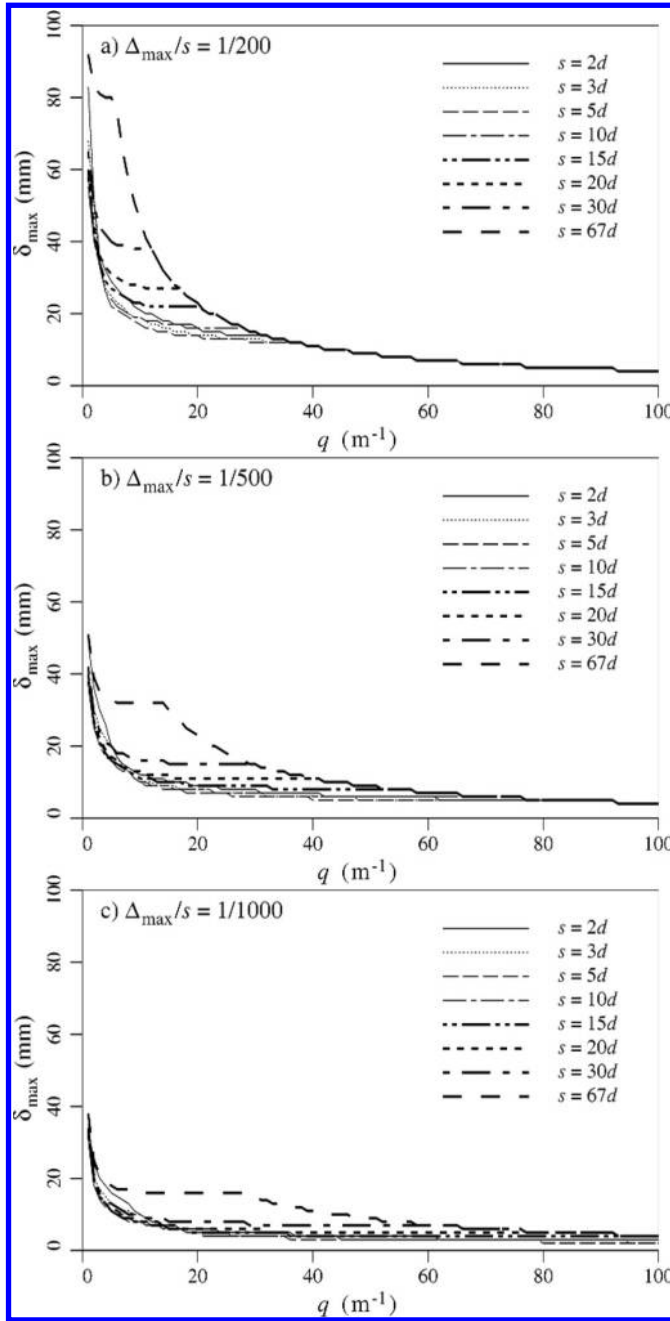 a) Δmax/s = 1/200
s = 2d
s = 3d
s = 5d
s = 10d
s = 15d
s = 20d
s = 30d
s = 67d
100
80
60
40
20
0
δmax (mm)
0 20 40 60 80 100
q (m⁻¹)
b) Δmax/s = 1/500
s = 2d
s = 3d
s = 5d
s = 10d
s = 15d
s = 20d
s = 30d
s = 67d
100
80
60
40
20
0
δmax (mm)
0 20 40 60 80 100
q (m⁻¹)
c) Δmax/s = 1/1000
s = 2d
s = 3d
s = 5d
s = 10d
s = 15d
s = 20d
s = 30d
s = 67d
100
80
60
40
20
0
δmax (mm)
0 20 40 60 80 100
q (m⁻¹)